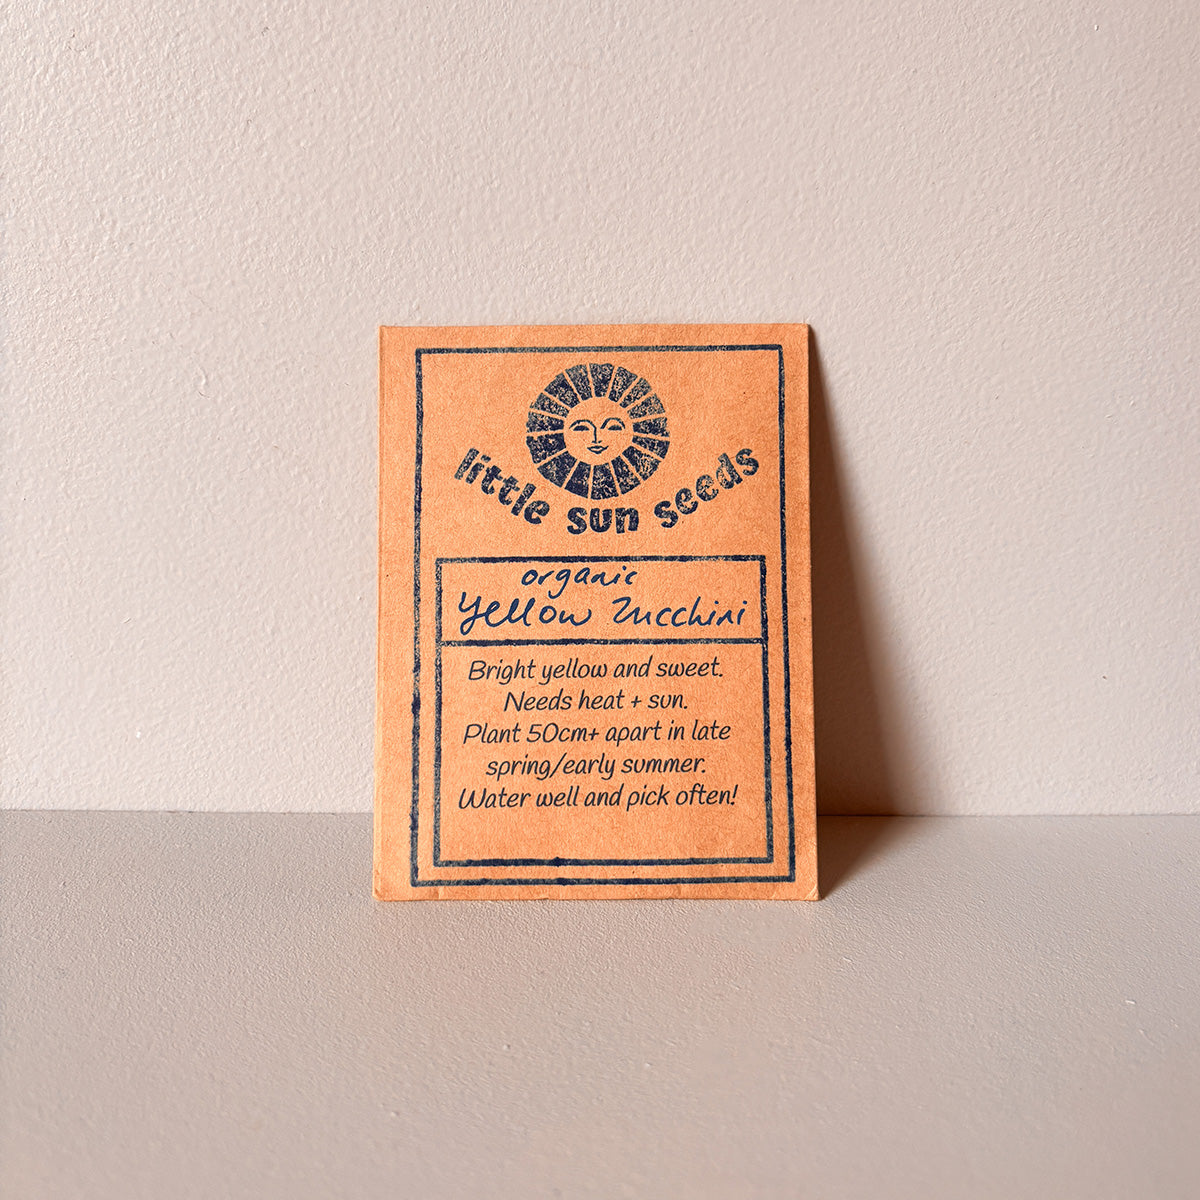 little sun seeds
organic
Yellow Zucchini
Bright yellow and sweet.
Needs heat + sun.
Plant 50cm+ apart in late
spring/early summer.
Water well and pick often!